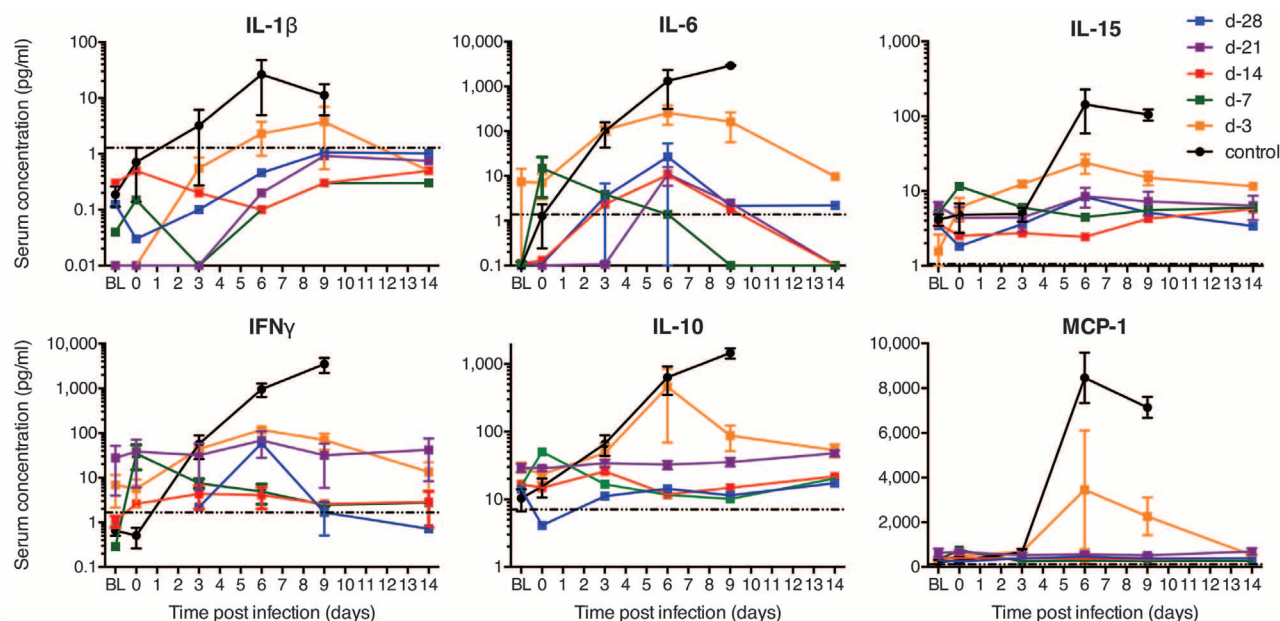 IL-1β
IL-6
IL-15
Serum concentration (pg/ml)
100
10
1
0.1
0.01
BL 0 1 2 3 4 5 6 7 8 9 10 11 12 13 14
10,000
1,000
100
10
1
0.1
BL 0 1 2 3 4 5 6 7 8 9 10 11 12 13 14
1,000
100
10
1
BL 0 1 2 3 4 5 6 7 8 9 10 11 12 13 14
d-28
d-21
d-14
d-7
d-3
control
IFNγ
IL-10
MCP-1
Serum concentration (pg/ml)
10,000
1,000
100
10
1
0.1
BL 0 1 2 3 4 5 6 7 8 9 10 11 12 13 14
Time post infection (days)
1,000
100
10
1
BL 0 1 2 3 4 5 6 7 8 9 10 11 12 13 14
Time post infection (days)
10,000
8,000
6,000
4,000
2,000
0
BL 0 1 2 3 4 5 6 7 8 9 10 11 12 13 14
Time post infection (days)